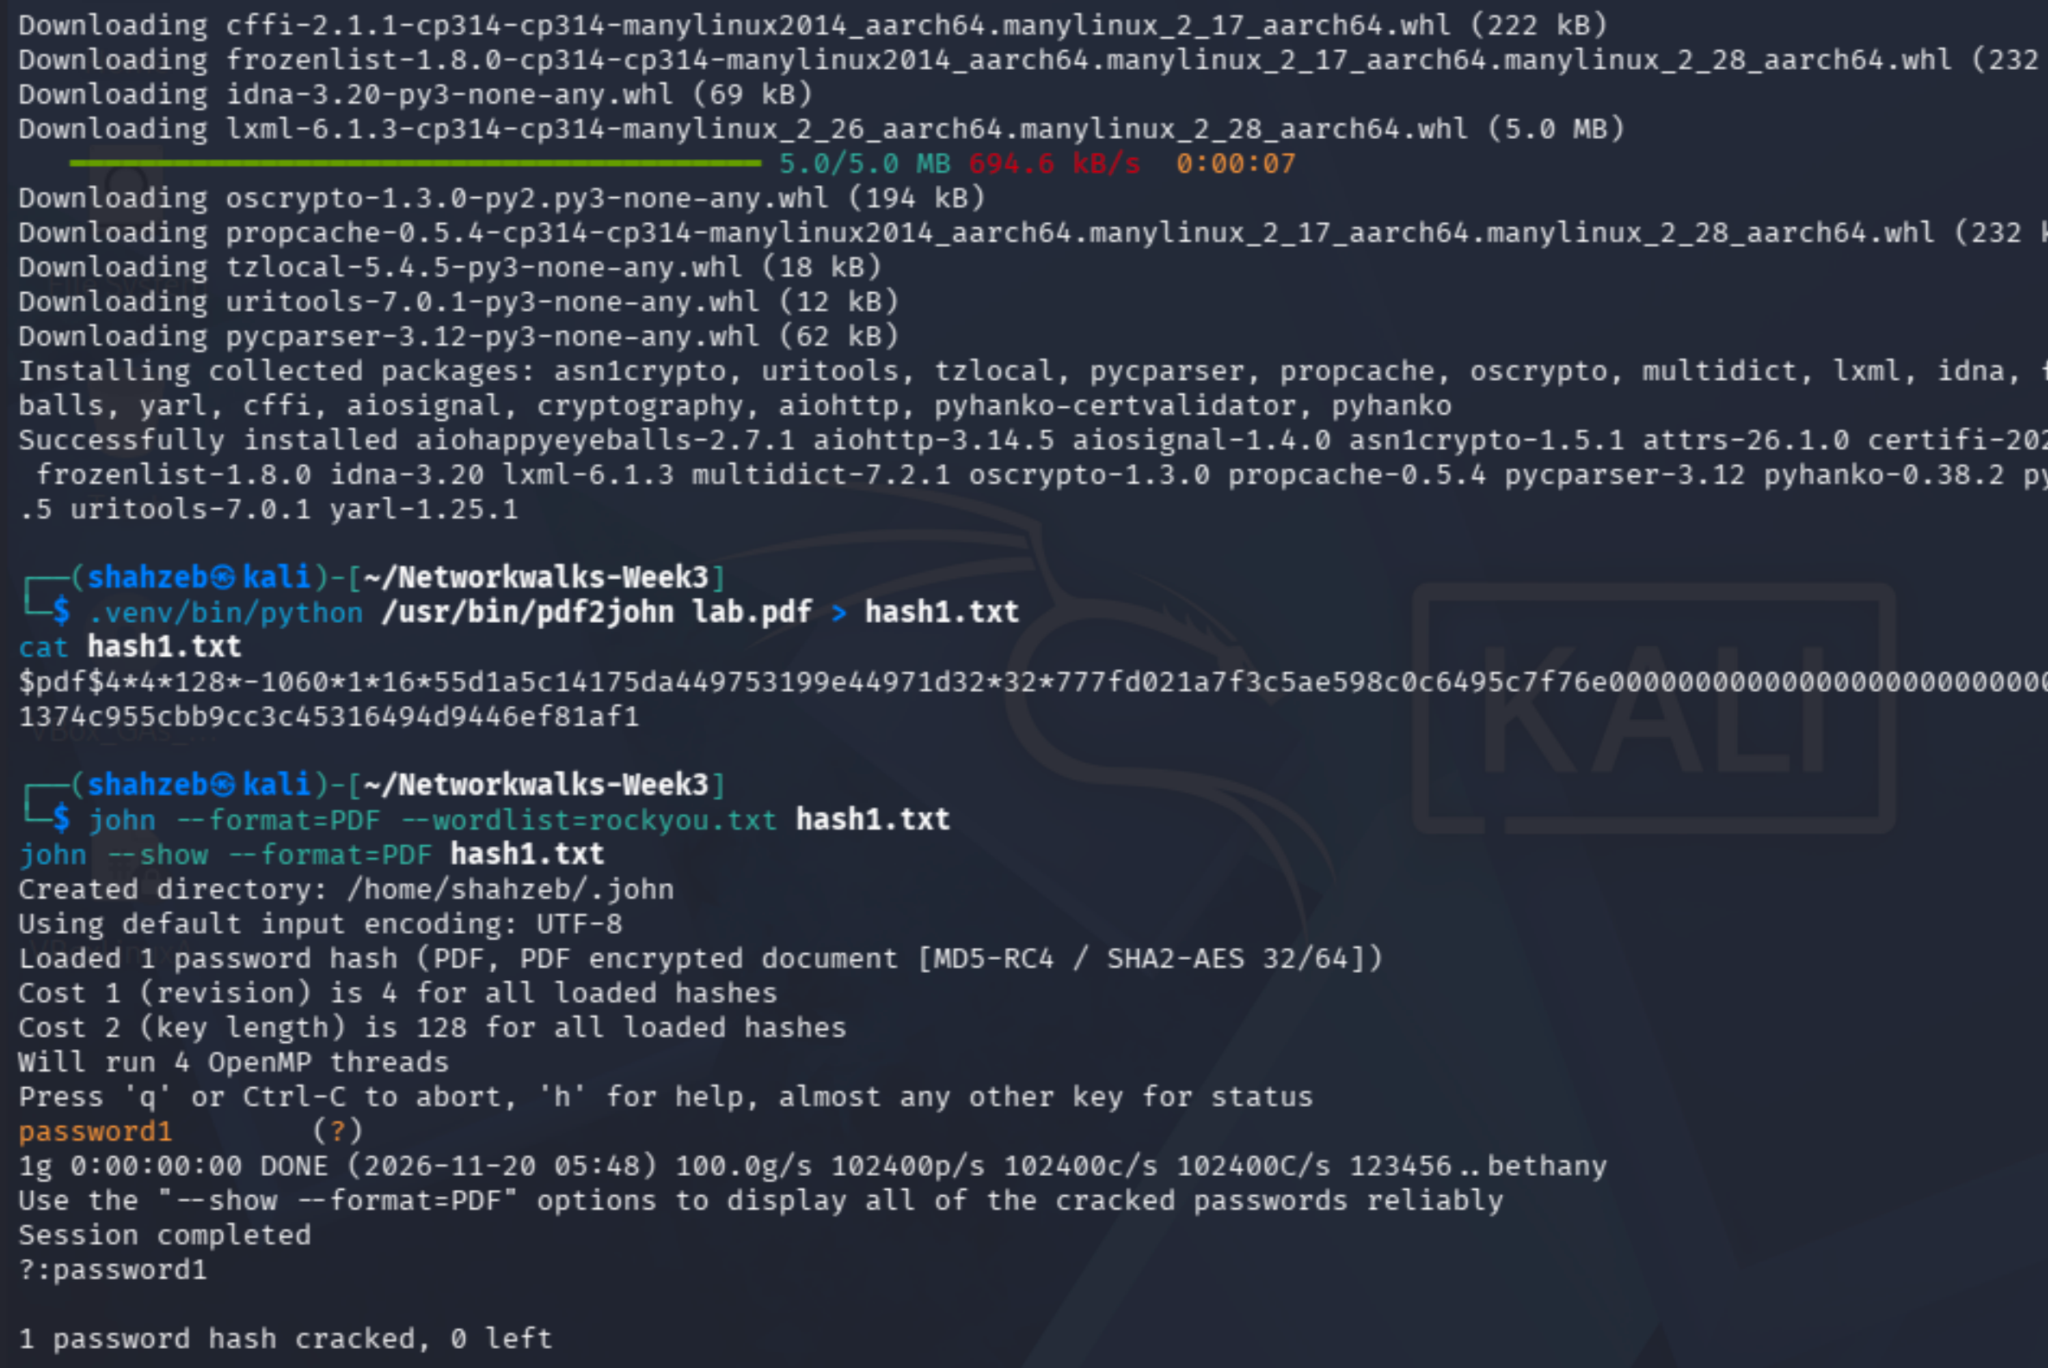 Downloading cffi-2.1.1-cp314-cp314-manylinux2014_aarch64.manylinux_2_17_aarch64.whl (222 kB)
Downloading frozenlist-1.8.0-cp314-cp314-manylinux2014_aarch64.manylinux_2_17_aarch64.manylinux_2_28_aarch64.whl (232
Downloading idna-3.20-py3-none-any.whl (69 kB)
Downloading lxml-6.1.3-cp314-cp314-manylinux_2_26_aarch64.manylinux_2_28_aarch64.whl (5.0 MB)
5.0/5.0 MB 694.6 kB/s 0:00:07
Downloading oscrypto-1.3.0-py2.py3-none-any.whl (194 kB)
Downloading propcache-0.5.4-cp314-cp314-manylinux2014_aarch64.manylinux_2_17_aarch64.manylinux_2_28_aarch64.whl (232 k
Downloading tzlocal-5.4.5-py3-none-any.whl (18 kB)
Downloading uritools-7.0.1-py3-none-any.whl (12 kB)
Downloading pycparser-3.12-py3-none-any.whl (62 kB)
Installing collected packages: asn1crypto, uritools, tzlocal, pycparser, propcache, oscrypto, multidict, lxml, idna, f
balls, yarl, cffi, aiosignal, cryptography, aiohttp, pyhanko-certvalidator, pyhanko
Successfully installed aiohappyeyeballs-2.7.1 aiohttp-3.14.5 aiosignal-1.4.0 asn1crypto-1.5.1 attrs-26.1.0 certifi-202
frozenlist-1.8.0 idna-3.20 lxml-6.1.3 multidict-7.2.1 oscrypto-1.3.0 propcache-0.5.4 pycparser-3.12 pyhanko-0.38.2 py
.5 uritools-7.0.1 yarl-1.25.1
┌──(shahzeb㉿kali)-[~/Networkwalks-Week3]
└─$ .venv/bin/python /usr/bin/pdf2john lab.pdf > hash1.txt
cat hash1.txt
$pdf$4*4*128*-1060*1*16*55d1a5c14175da449753199e44971d32*32*777fd021a7f3c5ae598c0c6495c7f76e00000000000000000000000000
1374c955cbb9cc3c45316494d9446ef81af1
┌──(shahzeb㉿kali)-[~/Networkwalks-Week3]
└─$ john --format=PDF --wordlist=rockyou.txt hash1.txt
john --show --format=PDF hash1.txt
Created directory: /home/shahzeb/.john
Using default input encoding: UTF-8
Loaded 1 password hash (PDF, PDF encrypted document [MD5-RC4 / SHA2-AES 32/64])
Cost 1 (revision) is 4 for all loaded hashes
Cost 2 (key length) is 128 for all loaded hashes
Will run 4 OpenMP threads
Press 'q' or Ctrl-C to abort, 'h' for help, almost any other key for status
password1 (?)
1g 0:00:00:00 DONE (2026-11-20 05:48) 100.0g/s 102400p/s 102400c/s 102400C/s 123456..bethany
Use the "--show --format=PDF" options to display all of the cracked passwords reliably
Session completed
?:password1
1 password hash cracked, 0 left
KALI